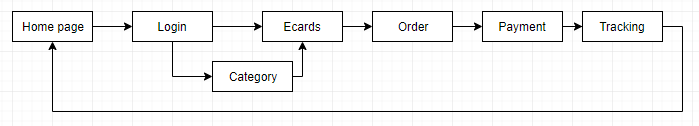 Home page
Login
Ecards
Order
Payment
Tracking
Category